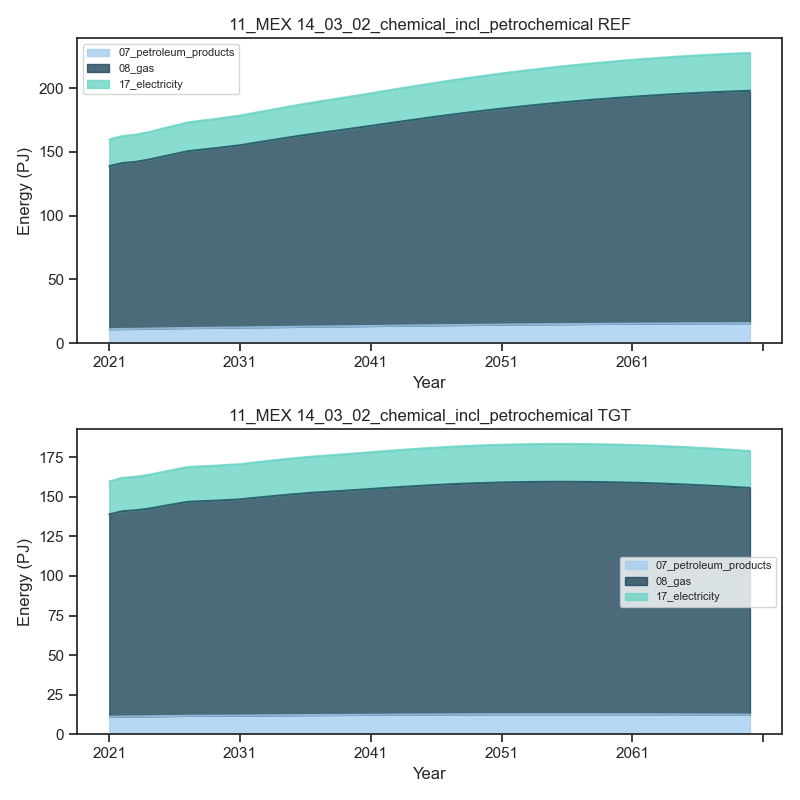 11_MEX 14_03_02_chemical_incl_petrochemical REF
07_petroleum_products
08_gas
17_electricity
200
150
100
50
0
Energy (PJ)
2021 2031 2041 2051 2061
Year
11_MEX 14_03_02_chemical_incl_petrochemical TGT
175
150
125
100
75
50
25
0
Energy (PJ)
07_petroleum_products
08_gas
17_electricity
2021 2031 2041 2051 2061
Year